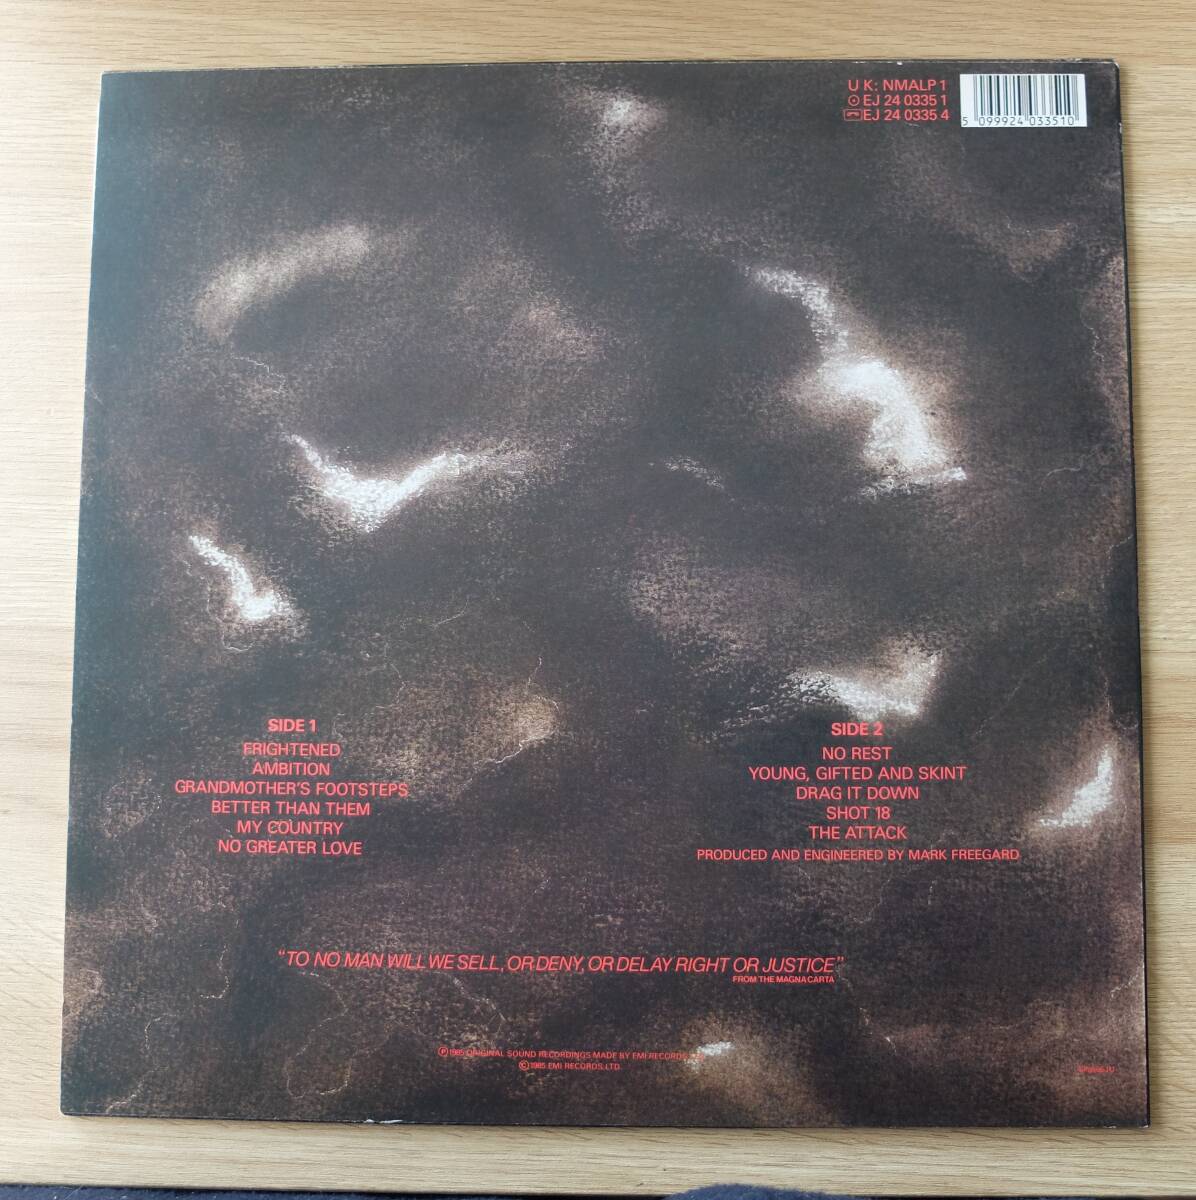 UK: NMALP 1
EJ 24 0335 1
EJ 24 0335 4
5 099924 033510
SIDE 1
FRIGHTENED
AMBITION
GRANDMOTHER'S FOOTSTEPS
BETTER THAN THEM
MY COUNTRY
NO GREATER LOVE
SIDE 2
NO REST
YOUNG, GIFTED AND SKINT
DRAG IT DOWN
SHOT 18
THE ATTACK
PRODUCED AND ENGINEERED BY MARK FREEGARD
"TO NO MAN WILL WE SELL, OR DENY, OR DELAY RIGHT OR JUSTICE"
FROM THE MAGNA CARTA
Ⓟ1985 ORIGINAL SOUND RECORDINGS MADE BY EMI RECORDS LTD
©1985 EMI RECORDS LTD.